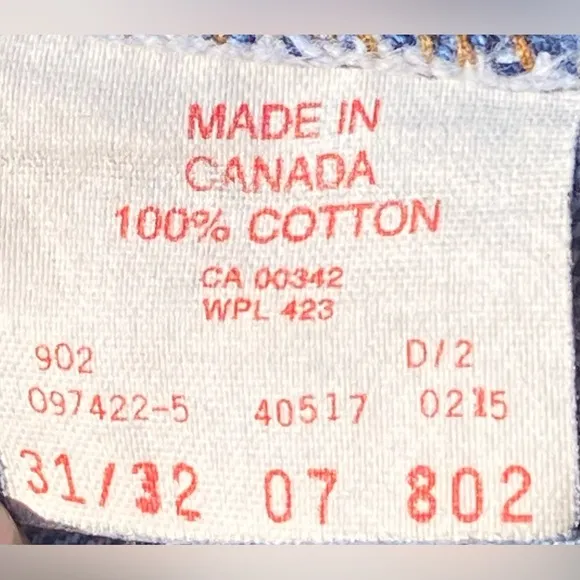 MADE IN
CANADA
100% COTTON
CA 00342
WPL 423
902 D/2
097422-5 40517 0215
31/32 07 802